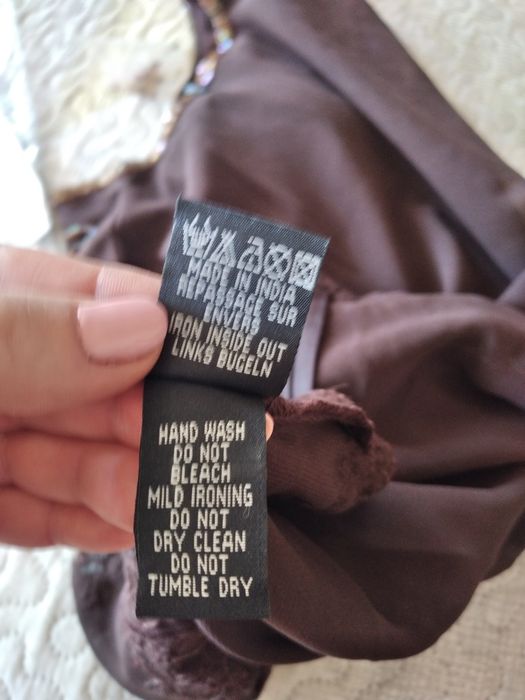 MADE IN INDIA
REPASSAGE SUR
ENVERS
IRON INSIDE OUT
LINKS BUGELN
HAND WASH
DO NOT
BLEACH
MILD IRONING
DO NOT
DRY CLEAN
DO NOT
TUMBLE DRY